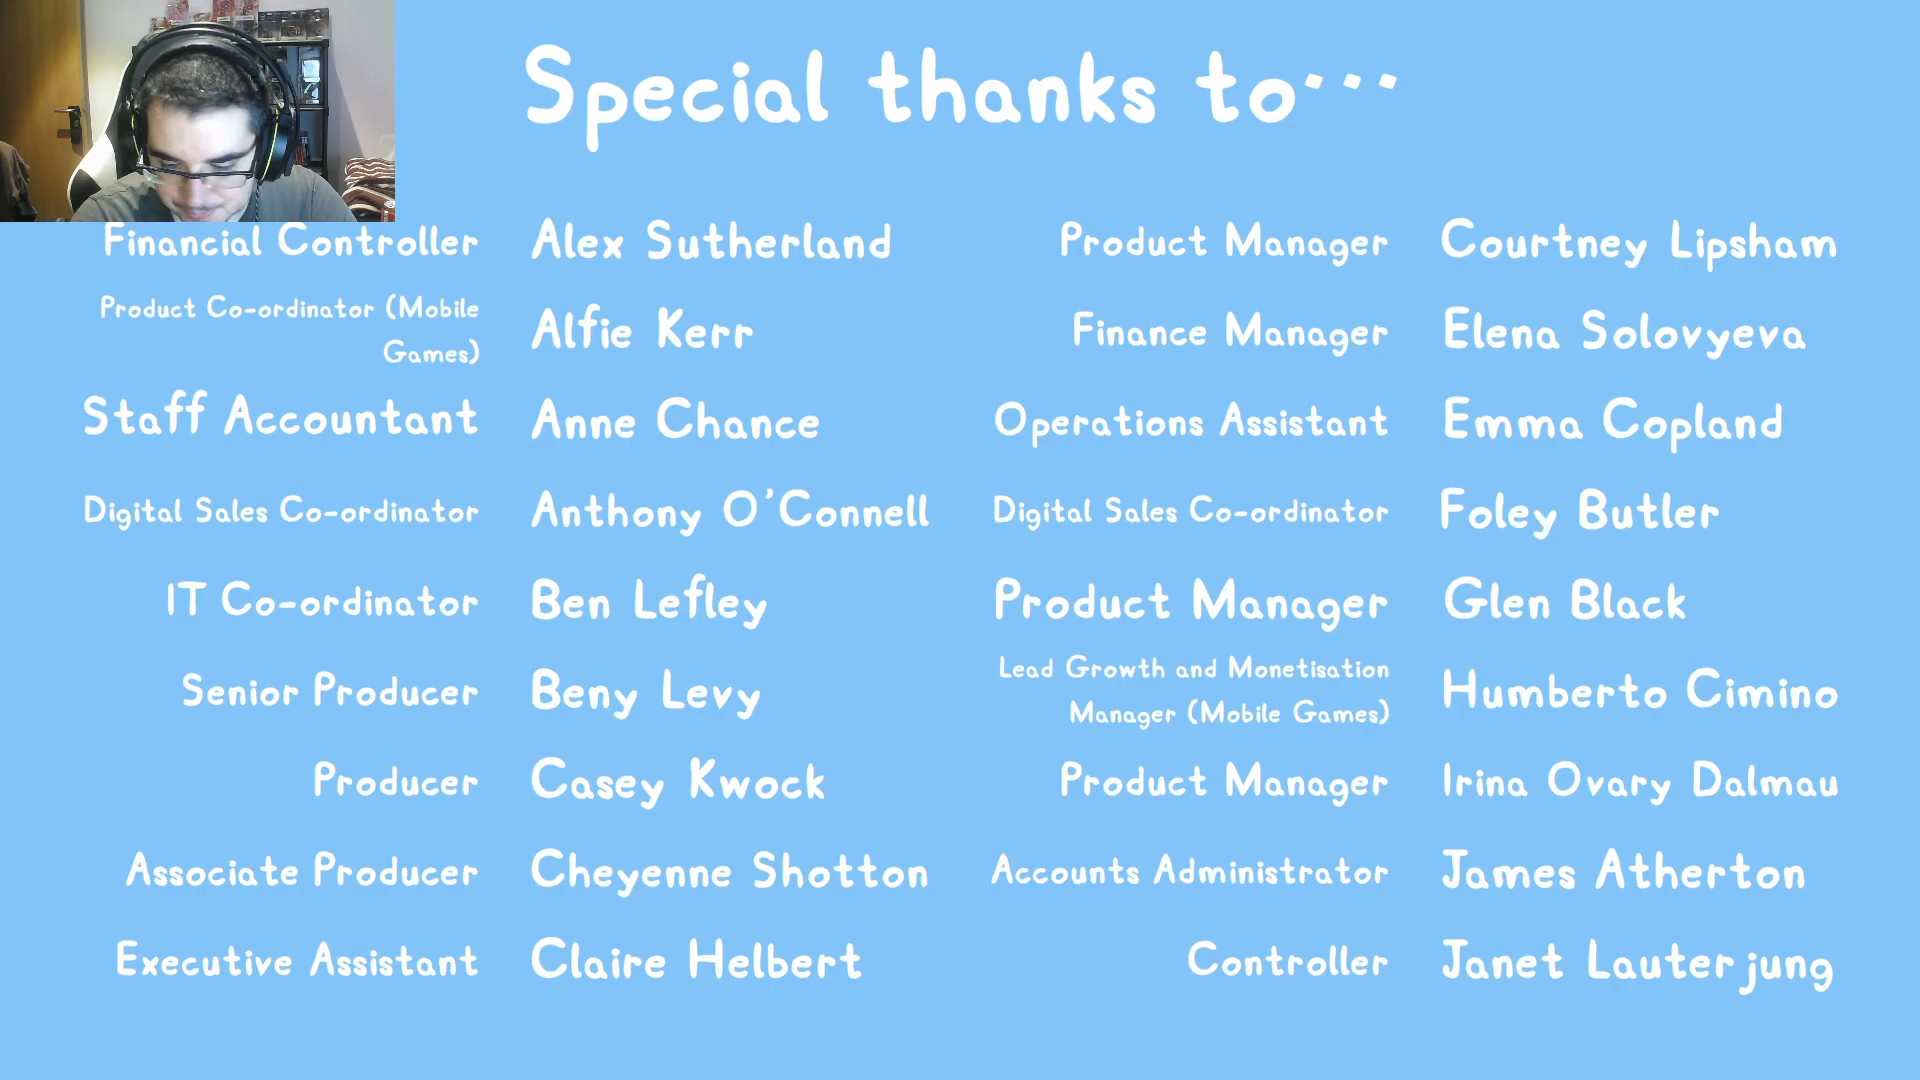 Special thanks to...
Financial Controller Alex Sutherland
Product Co-ordinator (Mobile
Games) Alfie Kerr
Staff Accountant Anne Chance
Digital Sales Co-ordinator Anthony O'Connell
IT Co-ordinator Ben Lefley
Senior Producer Beny Levy
Producer Casey Kwock
Associate Producer Cheyenne Shotton
Executive Assistant Claire Helbert
Product Manager Courtney Lipsham
Finance Manager Elena Solovyeva
Operations Assistant Emma Copland
Digital Sales Co-ordinator Foley Butler
Product Manager Glen Black
Lead Growth and Monetisation
Manager (Mobile Games) Humberto Cimino
Product Manager Irina Ovary Dalmau
Accounts Administrator James Atherton
Controller Janet Lauterjung